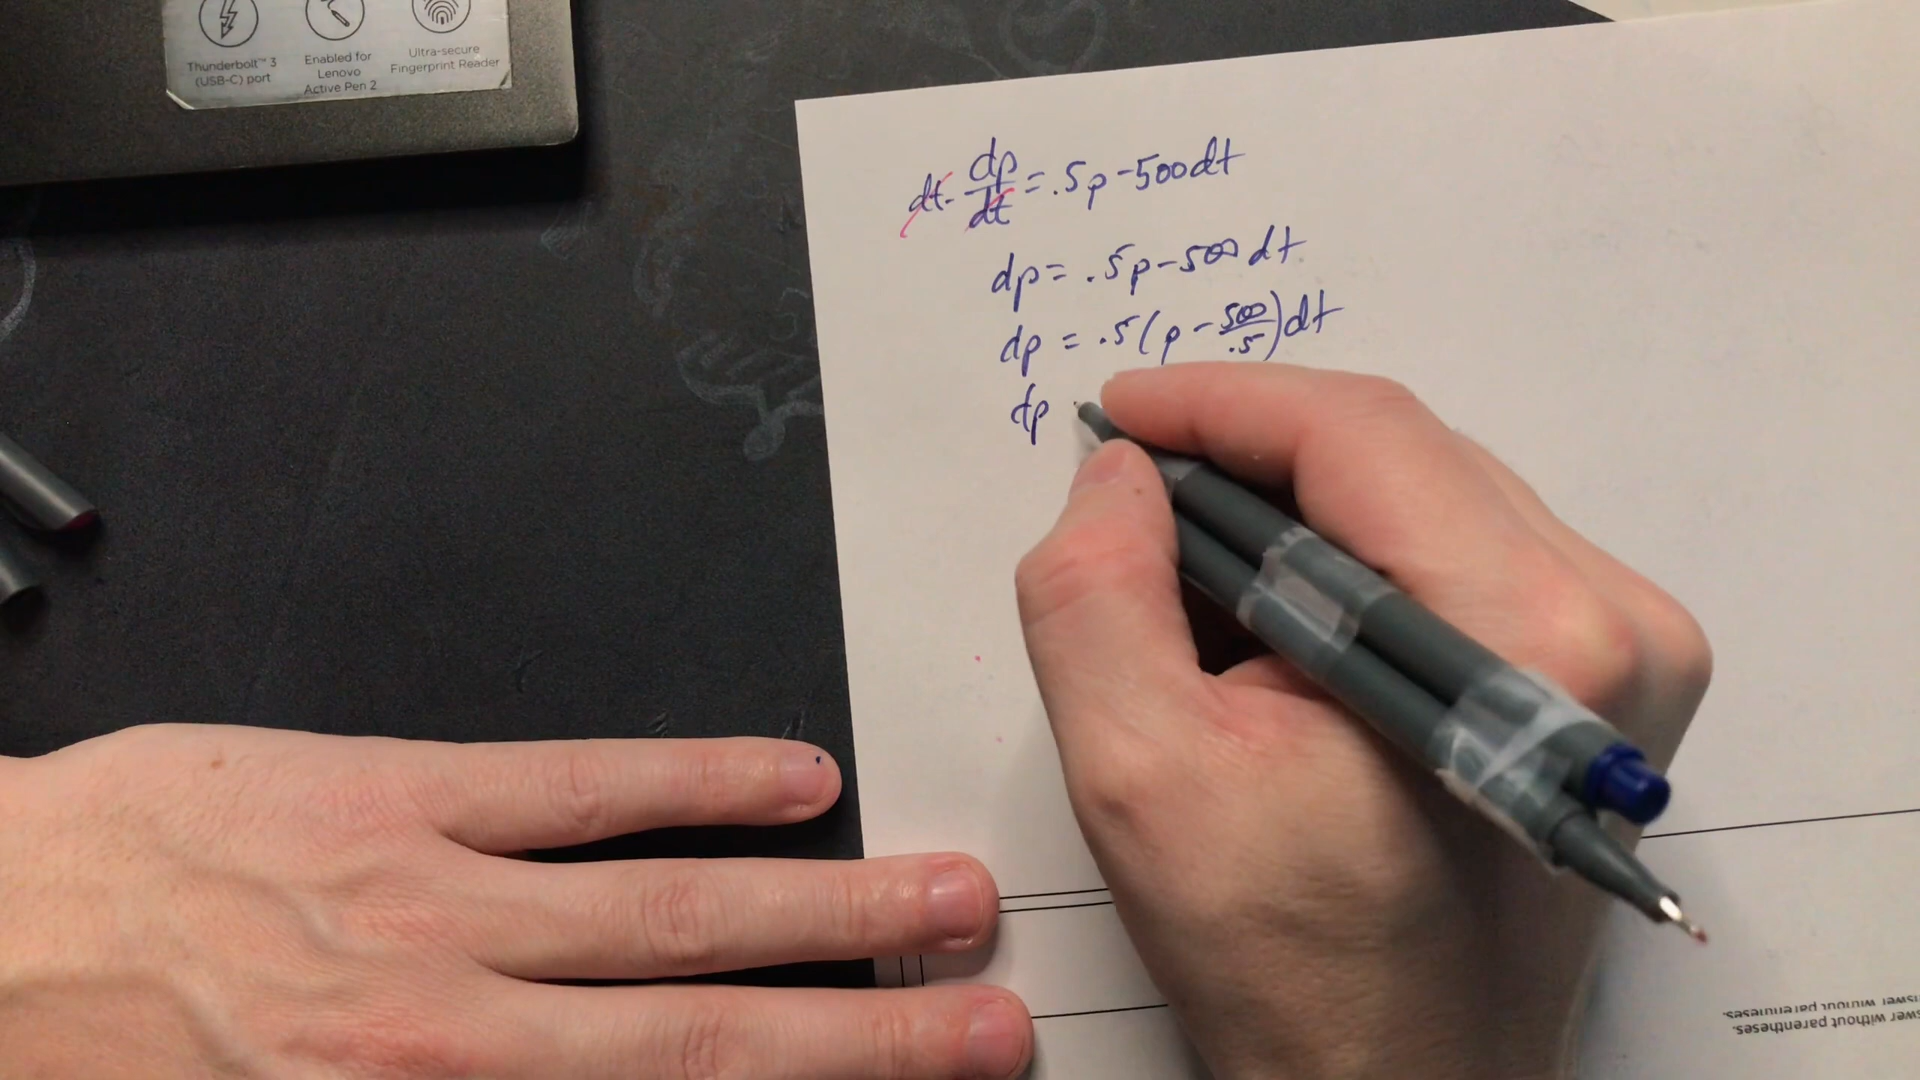 Thunderbolt™ 3
(USB-C) port
Enabled for
Lenovo
Active Pen 2
Ultra-secure
Fingerprint Reader
dt· dp/dt = .5p - 500dt
dp = .5p - 500 dt
dp = .5(p - 500/.5)dt
dp
answer without parentheses.